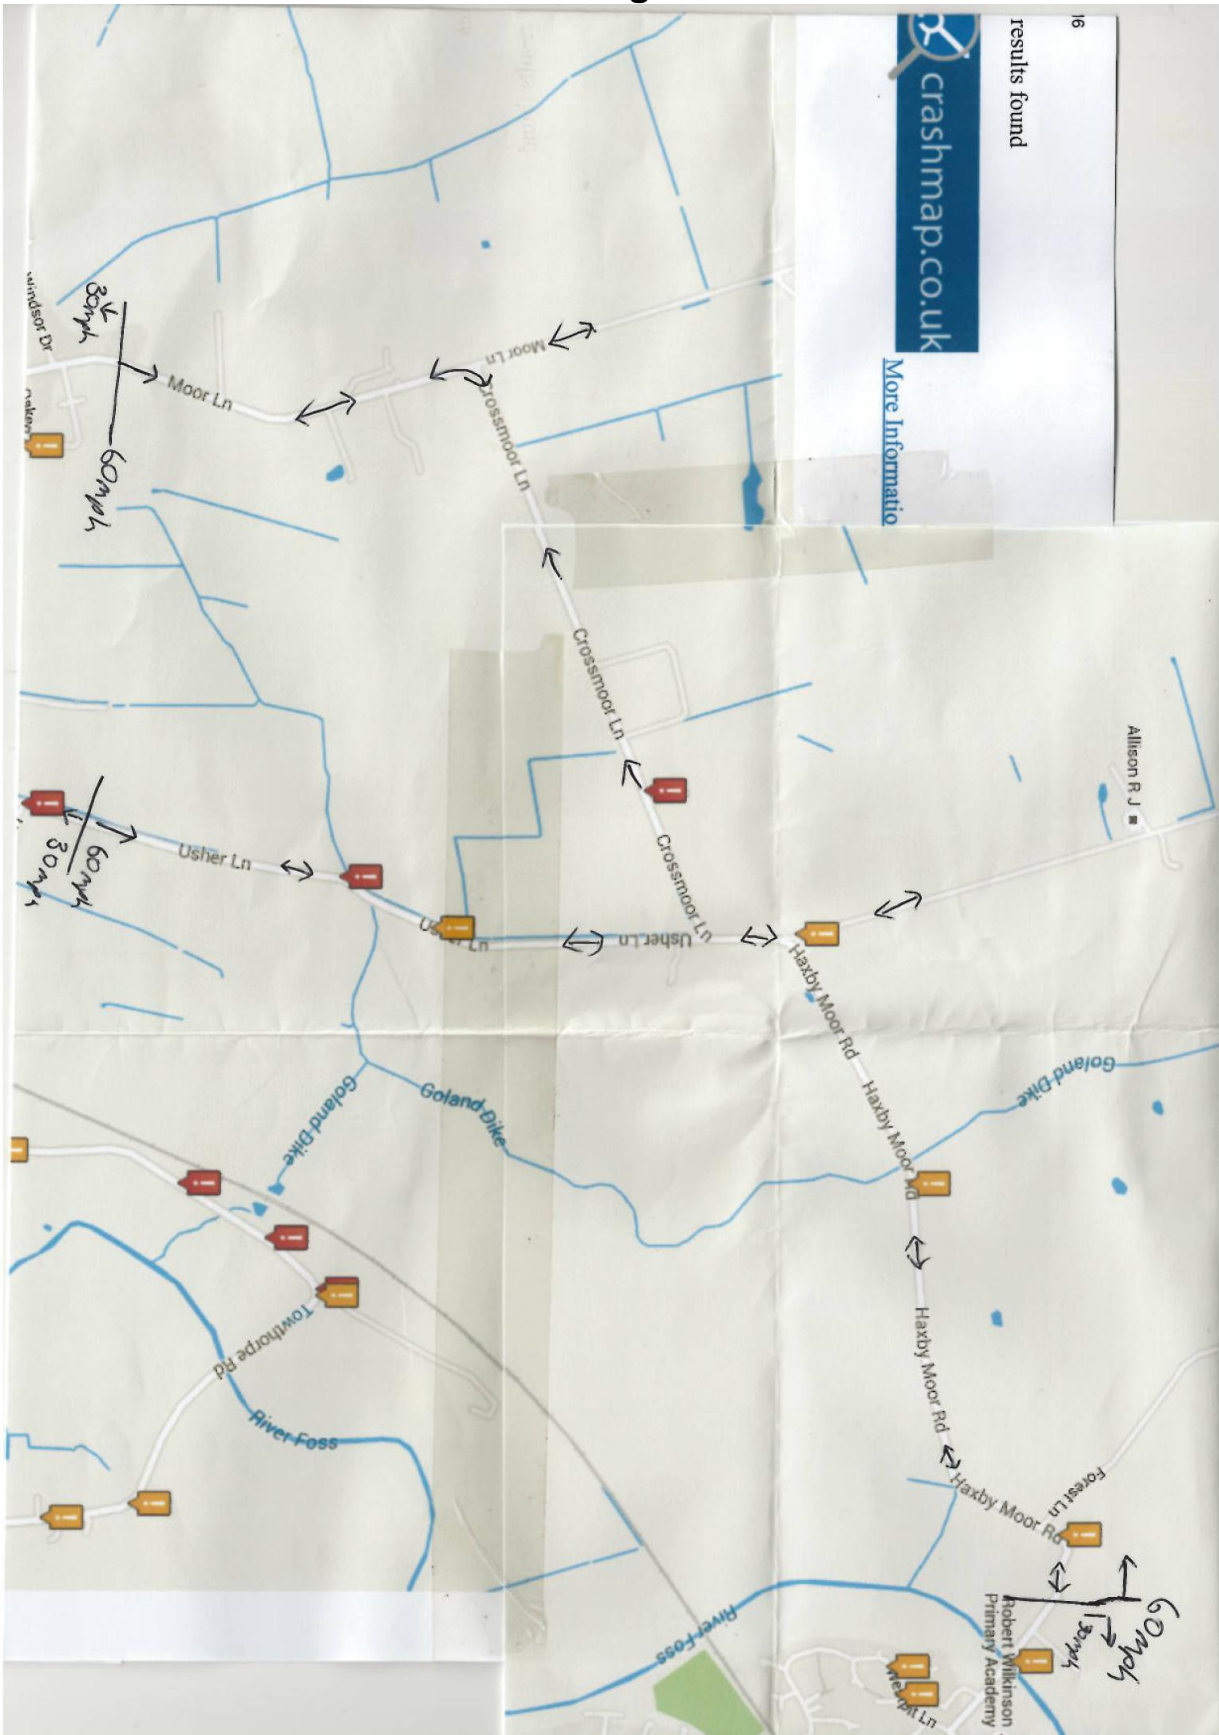 16
results found
crashmap.co.uk
More Informatio
Windsor Dr
30mph
60mph
Moor Ln
Moor Ln
Crossmoor Ln
Crossmoor Ln
Crossmoor Ln
Allison R J
Usher Ln
60mph
30mph
Usher Ln
Haxby Moor Rd
Haxby Moor Rd
Haxby Moor Rd
Haxby Moor Rd
Forest Ln
Goland Dike
Goland Dike
Goland Dike
Towthorpe Rd
River Foss
River Foss
60mph
30mph
Robert Wilkinson
Primary Academy